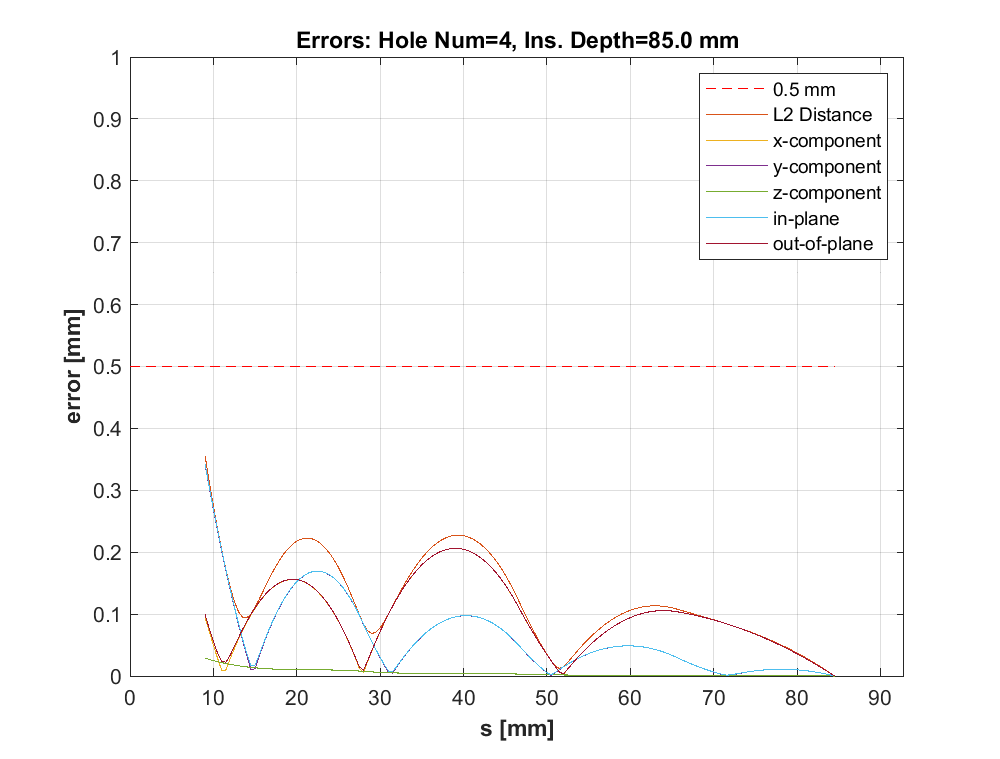 Errors: Hole Num=4, Ins. Depth=85.0 mm
1
0.9
0.8
0.7
0.6
0.5
0.4
0.3
0.2
0.1
0
error [mm]
0.5 mm
L2 Distance
x-component
y-component
z-component
in-plane
out-of-plane
0 10 20 30 40 50 60 70 80 90
s [mm]